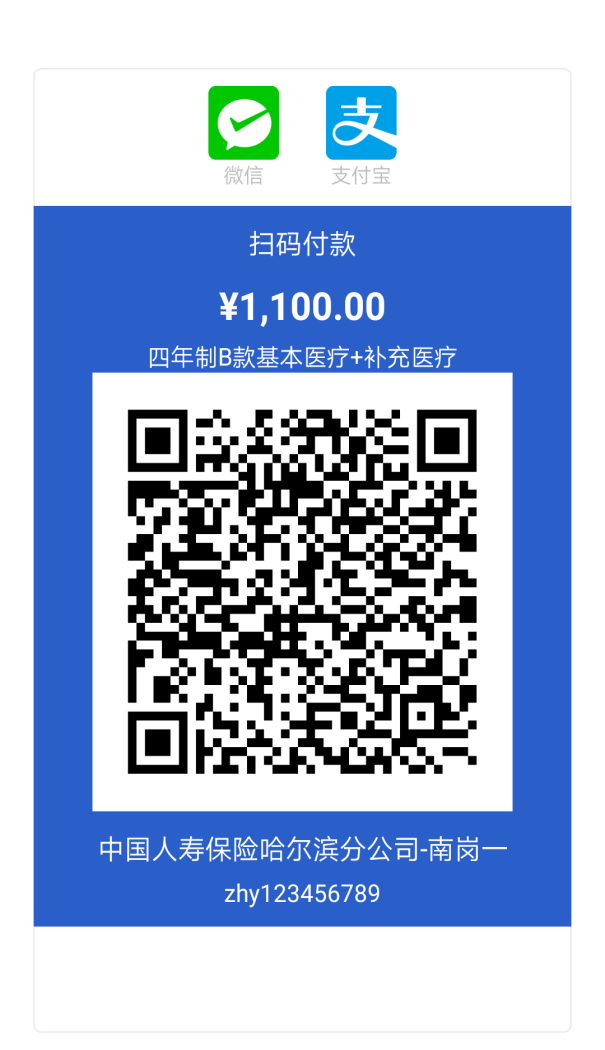 微信 支付宝
扫码付款
¥1,100.00
四年制B款基本医疗+补充医疗
中国人寿保险哈尔滨分公司-南岗一
zhy123456789